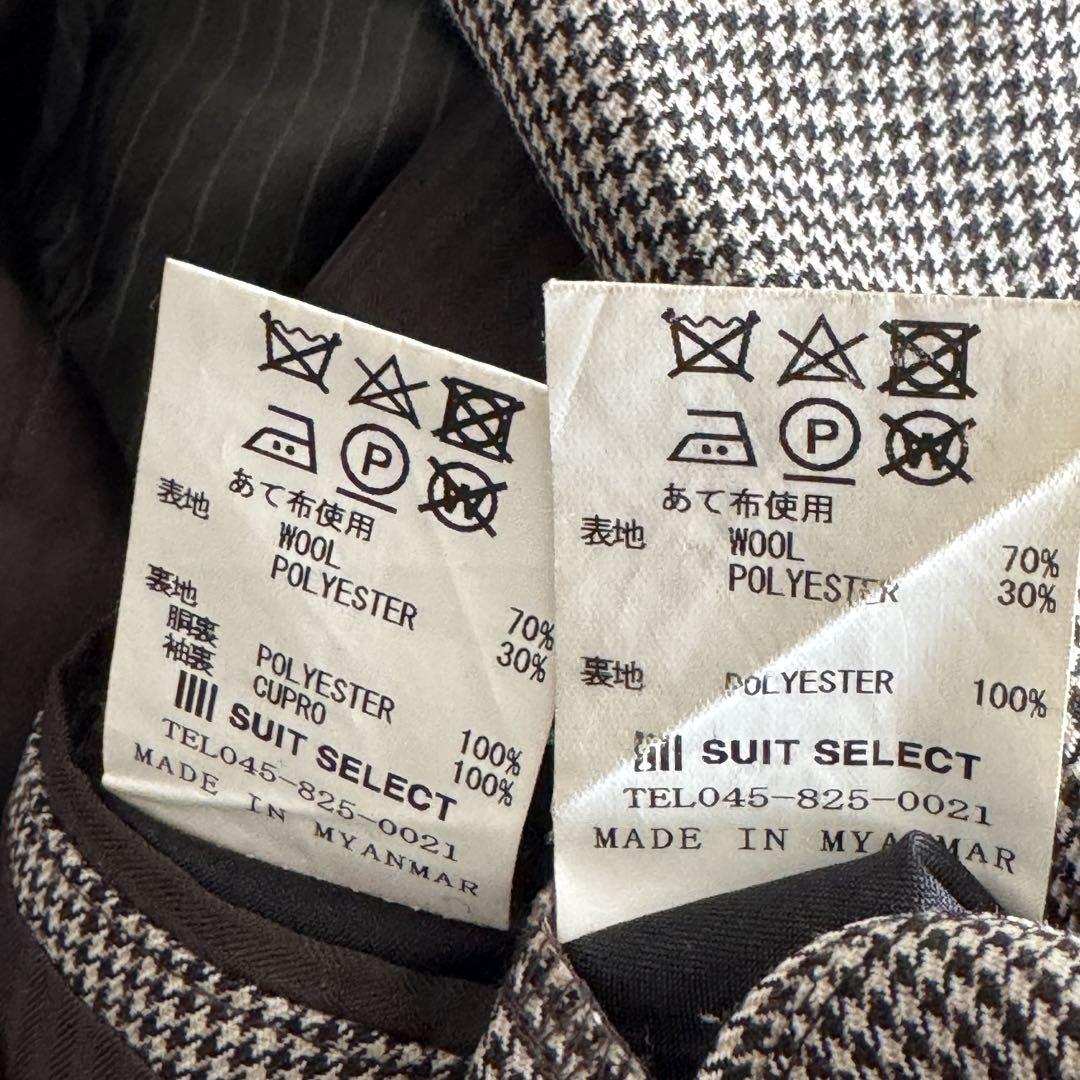 P
W
あて布使用
表地 WOOL 70%
POLYESTER 30%
裏地
胴裏 POLYESTER 100%
袖裏 CUPRO 100%
SUIT SELECT
TEL045-825-0021
MADE IN MYANMAR
P
W
あて布使用
表地 WOOL 70%
POLYESTER 30%
裏地 POLYESTER 100%
SUIT SELECT
TEL045-825-0021
MADE IN MYANMAR